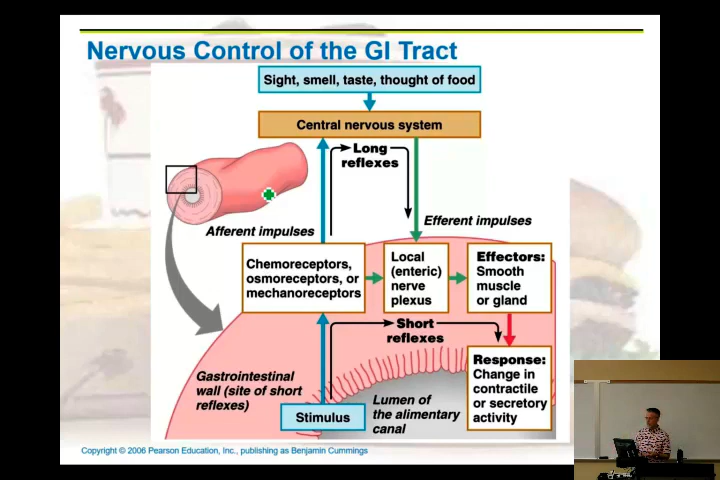 Nervous Control of the GI Tract
Sight, smell, taste, thought of food
Central nervous system
Long
reflexes
Afferent impulses
Efferent impulses
Chemoreceptors,
osmoreceptors, or
mechanoreceptors
Local
(enteric)
nerve
plexus
Effectors:
Smooth
muscle
or gland
Short
reflexes
Gastrointestinal
wall (site of short
reflexes)
Stimulus
Lumen of
the alimentary
canal
Response:
Change in
contractile
or secretory
activity
Copyright © 2006 Pearson Education, Inc., publishing as Benjamin Cummings